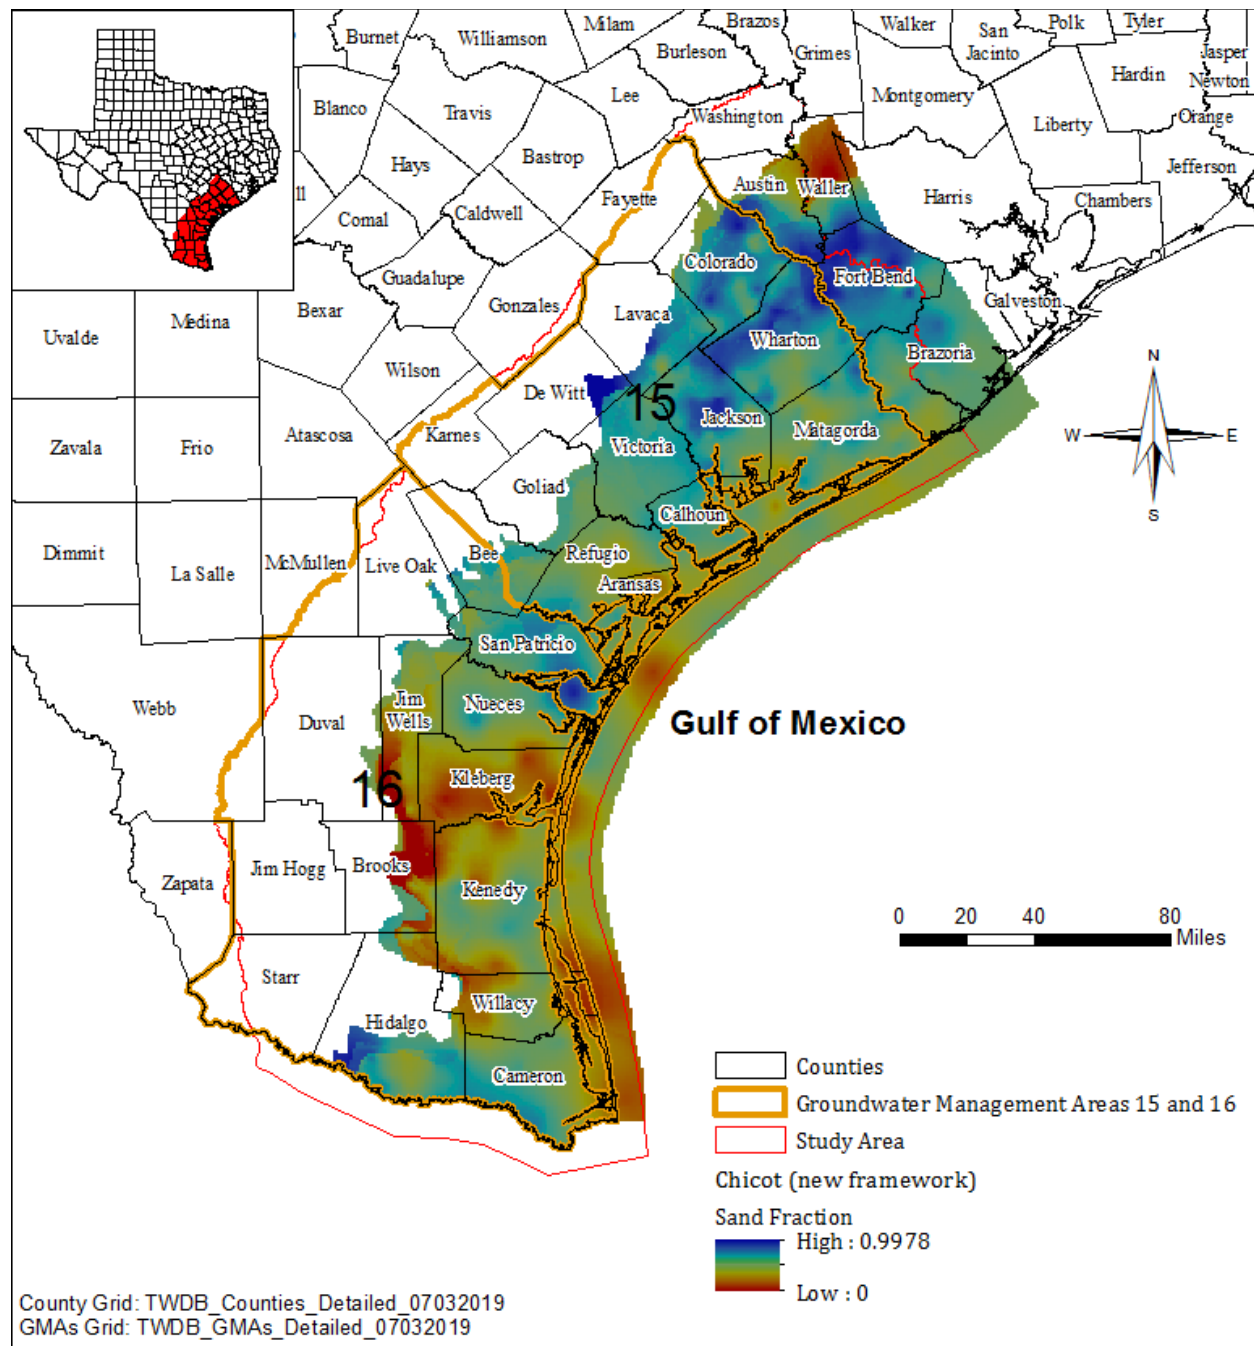 Milam
Brazos
Walker
Polk
Tyler
Burnet
Williamson
Burleson
Grimes
San
Jacinto
Jasper
Hardin
Newton
Blanco
Travis
Lee
Washington
Montgomery
Liberty
Orange
Hays
Bastrop
Jefferson
ll
Comal
Caldwell
Fayette
Austin
Waller
Harris
Chambers
Guadalupe
Colorado
Fort Bend
Bexar
Gonzales
Lavaca
Galveston
Medina
Uvalde
Wilson
Wharton
Brazoria
De Witt
15
Jackson
Matagorda
Zavala
Frio
Atascosa
Karnes
Victoria
Goliad
Calhoun
Dimmit
La Salle
McMullen
Live Oak
Bee
Refugio
Aransas
San Patricio
Webb
Duval
Jim
Wells
Nueces
Gulf of Mexico
16
Kleberg
Zapata
Jim Hogg
Brooks
Kenedy
Starr
Hidalgo
Willacy
Cameron
N
W
E
S
0 20 40 80
Miles
Counties
Groundwater Management Areas 15 and 16
Study Area
Chicot (new framework)
Sand Fraction
High : 0.9978
Low : 0
County Grid: TWDB_Counties_Detailed_07032019
GMAs Grid: TWDB_GMAs_Detailed_07032019